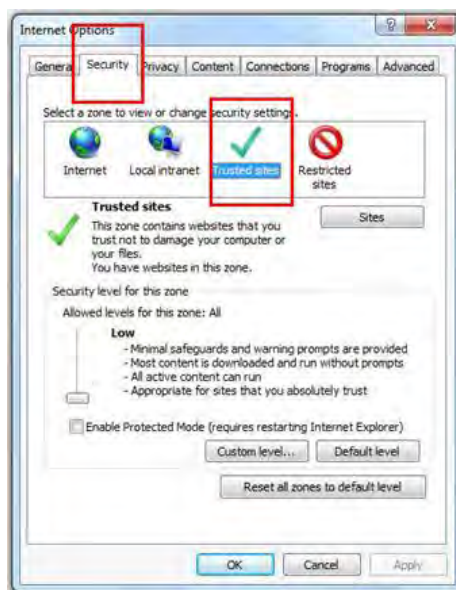 Internet Options
General Security Privacy Content Connections Programs Advanced
Select a zone to view or change security settings.
Internet Local intranet Trusted sites Restricted sites
Trusted sites
Sites
This zone contains websites that you
trust not to damage your computer or
your files.
You have websites in this zone.
Security level for this zone
Allowed levels for this zone: All
Low
- Minimal safeguards and warning prompts are provided
- Most content is downloaded and run without prompts
- All active content can run
- Appropriate for sites that you absolutely trust
Enable Protected Mode (requires restarting Internet Explorer)
Custom level... Default level
Reset all zones to default level
OK Cancel Apply